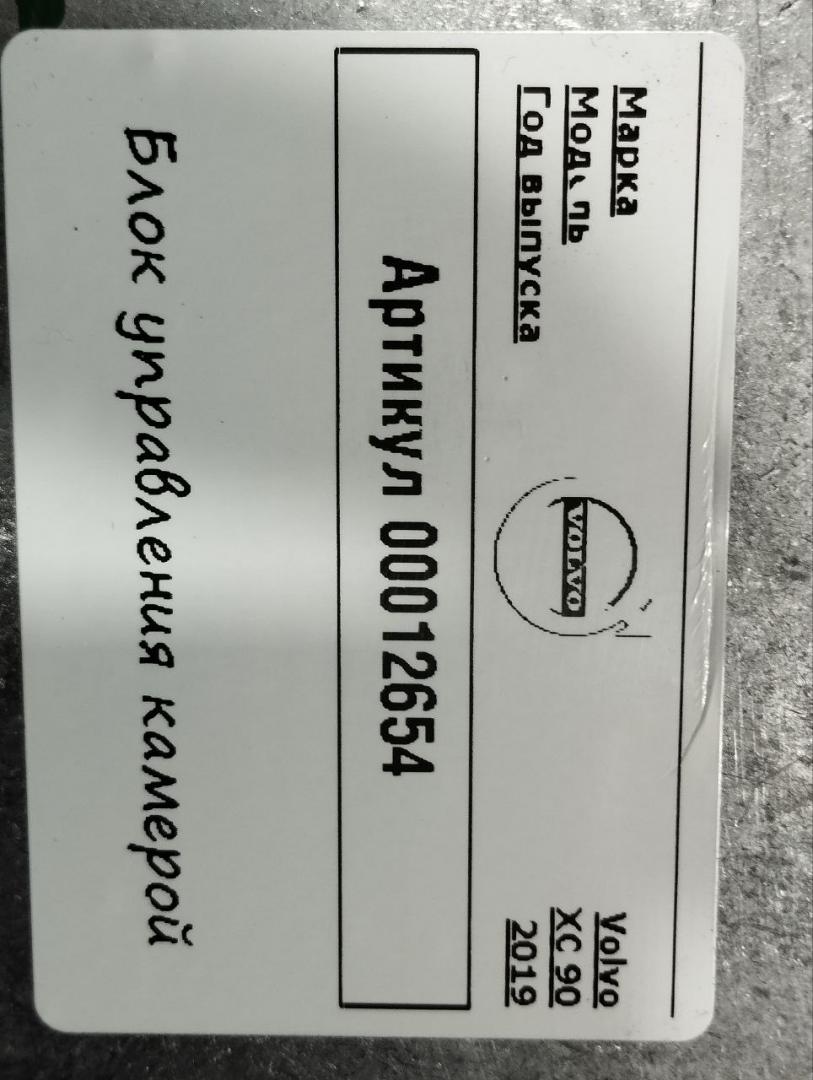 Марка Volvo
Модель XC 90
Год выпуска 2019
VOLVO
Артикул 00012654
Блок управления камерой